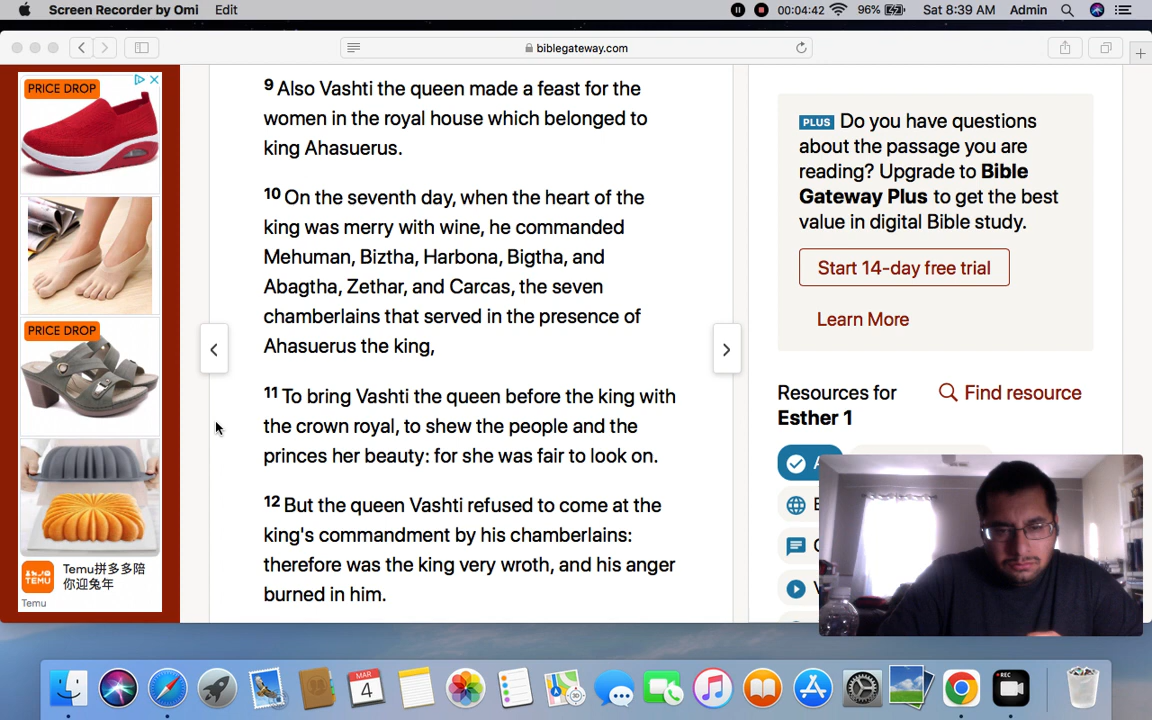 Screen Recorder by Omi Edit 00:04:42 96% Sat 8:39 AM Admin
biblegateway.com
PRICE DROP
PRICE DROP
TEMU
Temu拼多多陪
你迎兔年
Temu
9 Also Vashti the queen made a feast for the
women in the royal house which belonged to
king Ahasuerus.
10 On the seventh day, when the heart of the
king was merry with wine, he commanded
Mehuman, Biztha, Harbona, Bigtha, and
Abagtha, Zethar, and Carcas, the seven
chamberlains that served in the presence of
Ahasuerus the king,
11 To bring Vashti the queen before the king with
the crown royal, to shew the people and the
princes her beauty: for she was fair to look on.
12 But the queen Vashti refused to come at the
king's commandment by his chamberlains:
therefore was the king very wroth, and his anger
burned in him.
PLUS Do you have questions
about the passage you are
reading? Upgrade to Bible
Gateway Plus to get the best
value in digital Bible study.
Start 14-day free trial
Learn More
Resources for
Esther 1
Find resource
MAR
4
REC